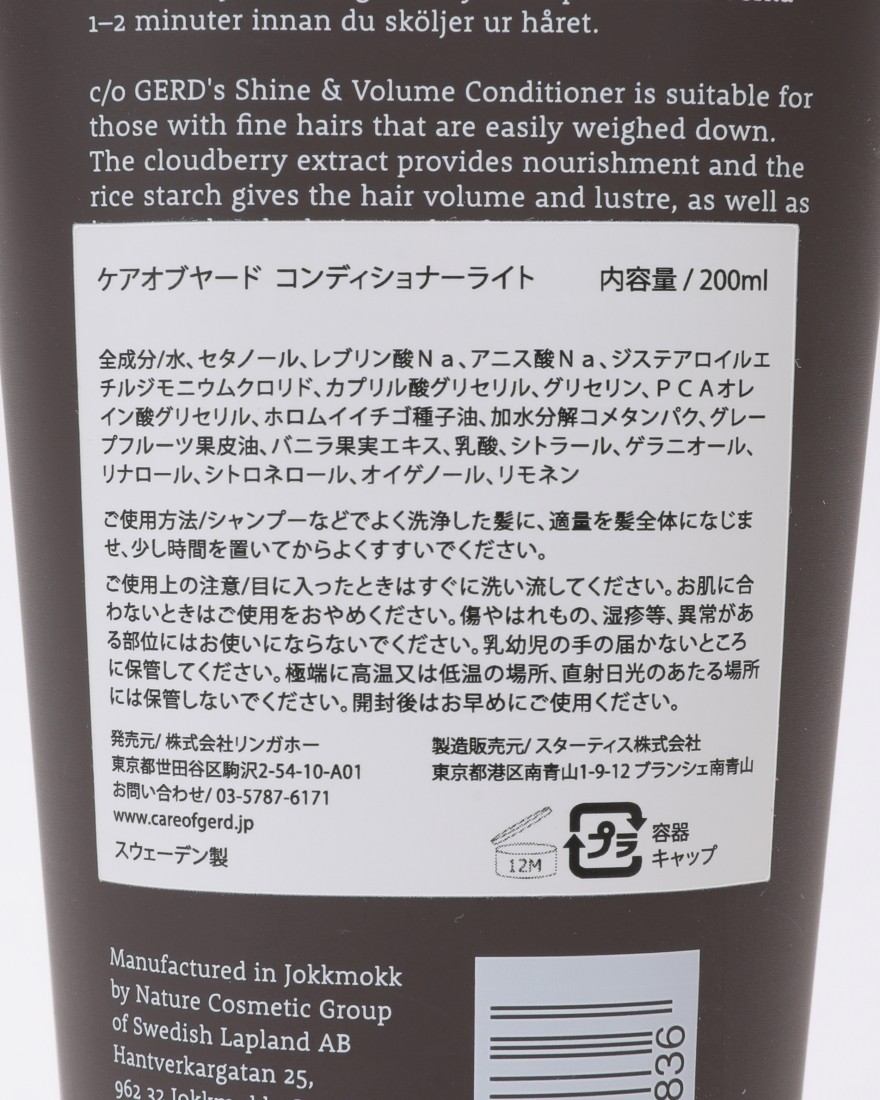 1–2 minuter innan du sköljer ur håret.
c/o GERD's Shine & Volume Conditioner is suitable for
those with fine hairs that are easily weighed down.
The cloudberry extract provides nourishment and the
rice starch gives the hair volume and lustre, as well as
ケアオブヤード コンディショナーライト 内容量 / 200ml
全成分/水、セタノール、レブリン酸Ｎａ、アニス酸Ｎａ、ジステアロイルエ
チルジモニウムクロリド、カプリル酸グリセリル、グリセリン、ＰＣＡオレ
イン酸グリセリル、ホロムイイチゴ種子油、加水分解コメタンパク、グレー
プフルーツ果皮油、バニラ果実エキス、乳酸、シトラール、ゲラニオール、
リナロール、シトロネロール、オイゲノール、リモネン
ご使用方法/シャンプーなどでよく洗浄した髪に、適量を髪全体になじま
せ、少し時間を置いてからよくすすいでください。
ご使用上の注意/目に入ったときはすぐに洗い流してください。お肌に合
わないときはご使用をおやめください。傷やはれもの、湿疹等、異常があ
る部位にはお使いにならないでください。乳幼児の手の届かないところ
に保管してください。極端に高温又は低温の場所、直射日光のあたる場所
には保管しないでください。開封後はお早めにご使用ください。
発売元/ 株式会社リンガホー
東京都世田谷区駒沢2-54-10-A01
お問い合わせ/ 03-5787-6171
www.careofgerd.jp
スウェーデン製
製造販売元/ スターティス株式会社
東京都港区南青山1-9-12 ブランシェ南青山
12M
プラ
容器
キャップ
Manufactured in Jokkmokk
by Nature Cosmetic Group
of Swedish Lapland AB
Hantverkargatan 25,
962 32
836